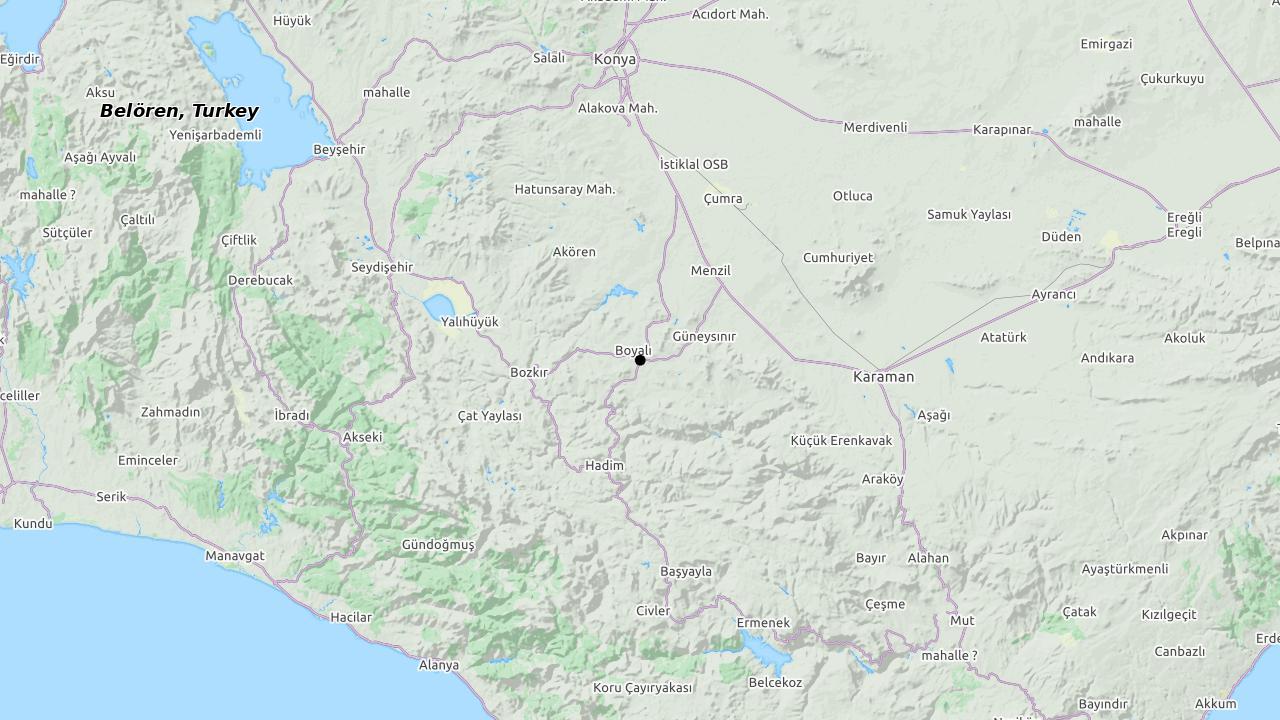 Acıdort Mah.
Hüyük
Emirgazi
Eğirdir
Salalı
Konya
Çukurkuyu
Aksu
mahalle
Belören, Turkey
Alakova Mah.
mahalle
Yenişarbademli
Merdivenli
Karapınar
Beyşehir
Aşağı Ayvalı
İstiklal OSB
mahalle ?
Hatunsaray Mah.
Çumra
Otluca
Çaltılı
Samuk Yaylası
Ereğli
Ereğli
Sütçüler
Çiftlik
Düden
Belpına
Akören
Cumhuriyet
Seydişehir
Menzil
Derebucak
Ayrancı
Yalıhüyük
Güneysınır
Atatürk
Akoluk
Boyalı
Andıkara
Bozkır
Karaman
celiller
Zahmadın
İbradı
Çat Yaylası
Aşağı
Akseki
Küçük Erenkavak
Eminceler
Hadim
Araköy
Serik
Kundu
Akpınar
Gündoğmuş
Manavgat
Bayır
Alahan
Başyayla
Ayaştürkmenli
Çeşme
Civler
Çatak
Kızılgeçit
Hacilar
Ermenek
Mut
Erde
Canbazlı
mahalle ?
Alanya
Belcekoz
Koru Çayıryakası
Bayındır
Akkum